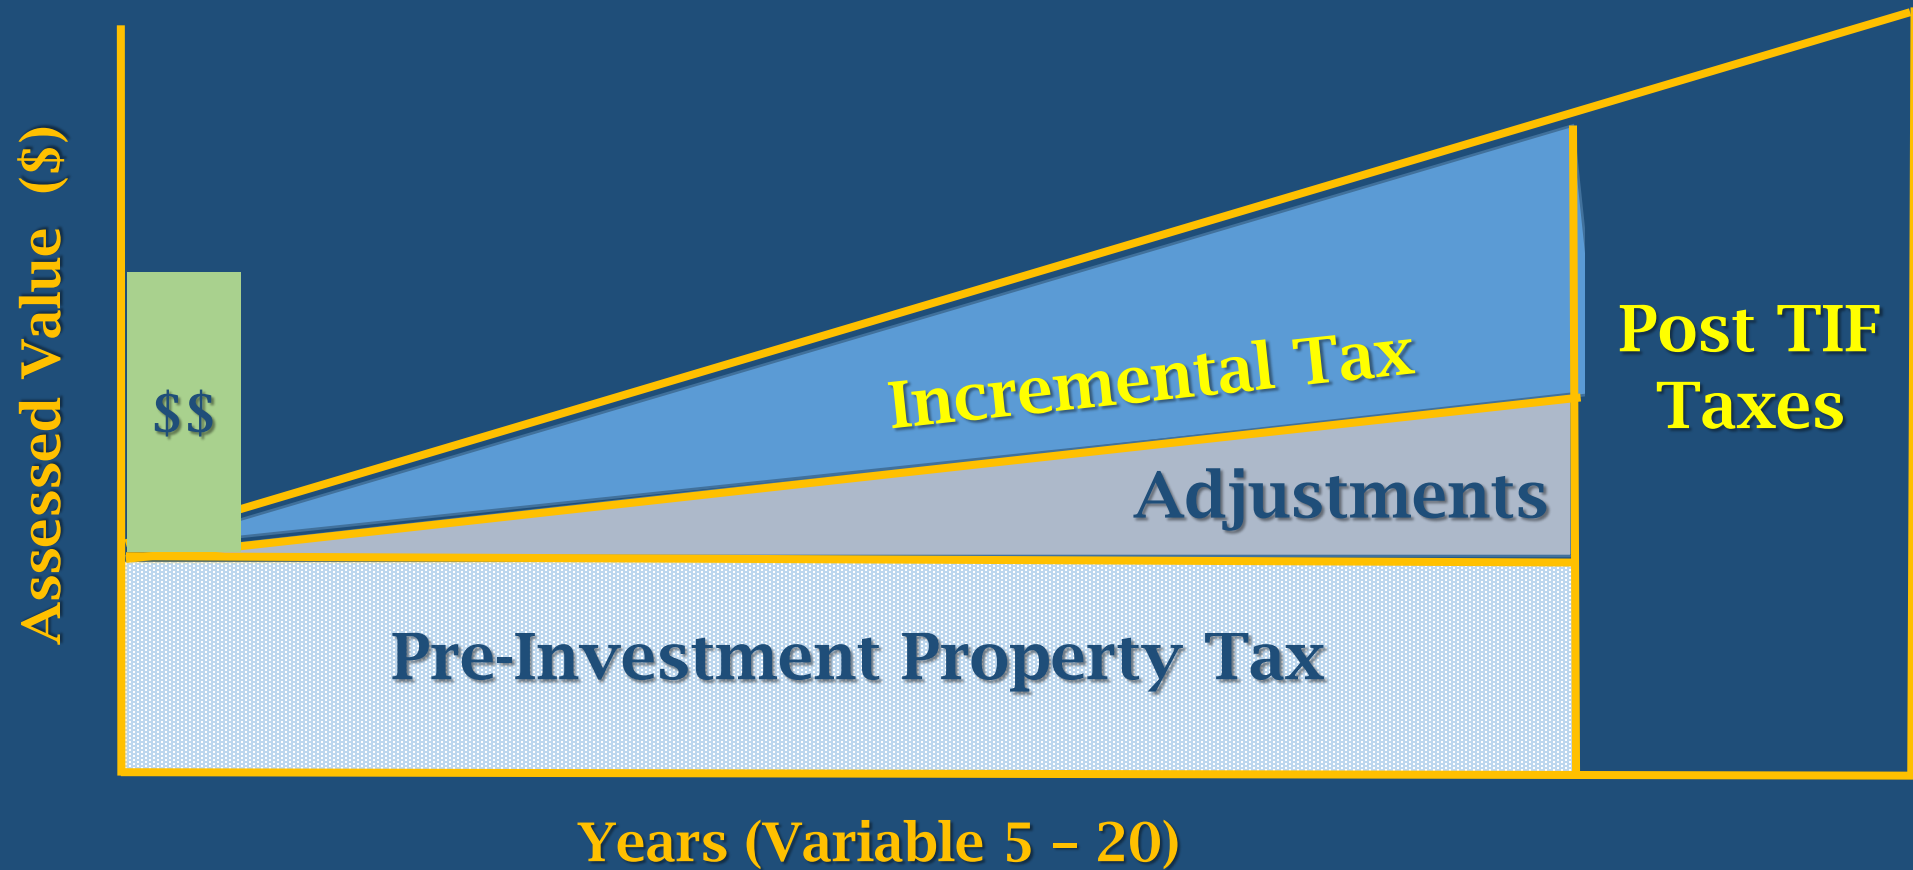 Assessed Value ($)
$$
Incremental Tax
Adjustments
Post TIF
Taxes
Pre-Investment Property Tax
Years (Variable 5 – 20)